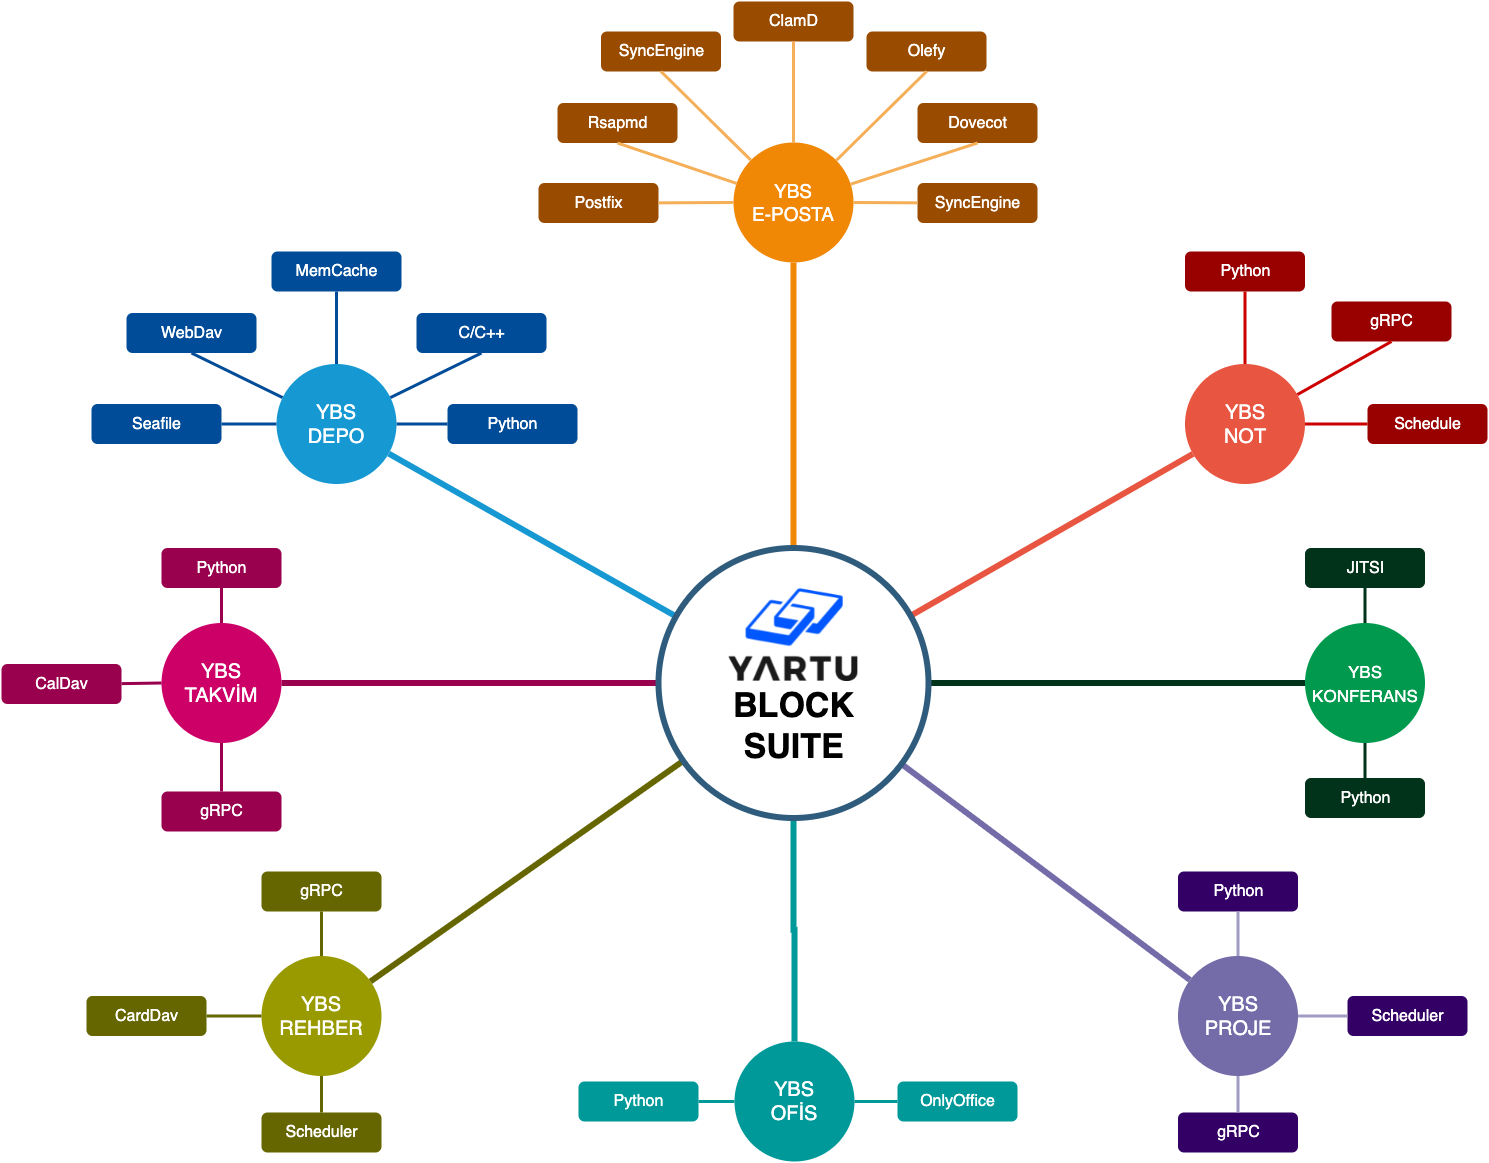 ClamD
SyncEngine
Olefy
Rsapmd
Dovecot
Postfix
YBS
E-POSTA
SyncEngine
MemCache
WebDav
C/C++
Seafile
YBS
DEPO
Python
Python
gRPC
YBS
NOT
Schedule
Python
CalDav
YBS
TAKVİM
gRPC
YARTU
BLOCK
SUITE
JITSI
YBS
KONFERANS
Python
gRPC
CardDav
YBS
REHBER
Scheduler
Python
YBS
OFİS
OnlyOffice
Python
YBS
PROJE
Scheduler
gRPC